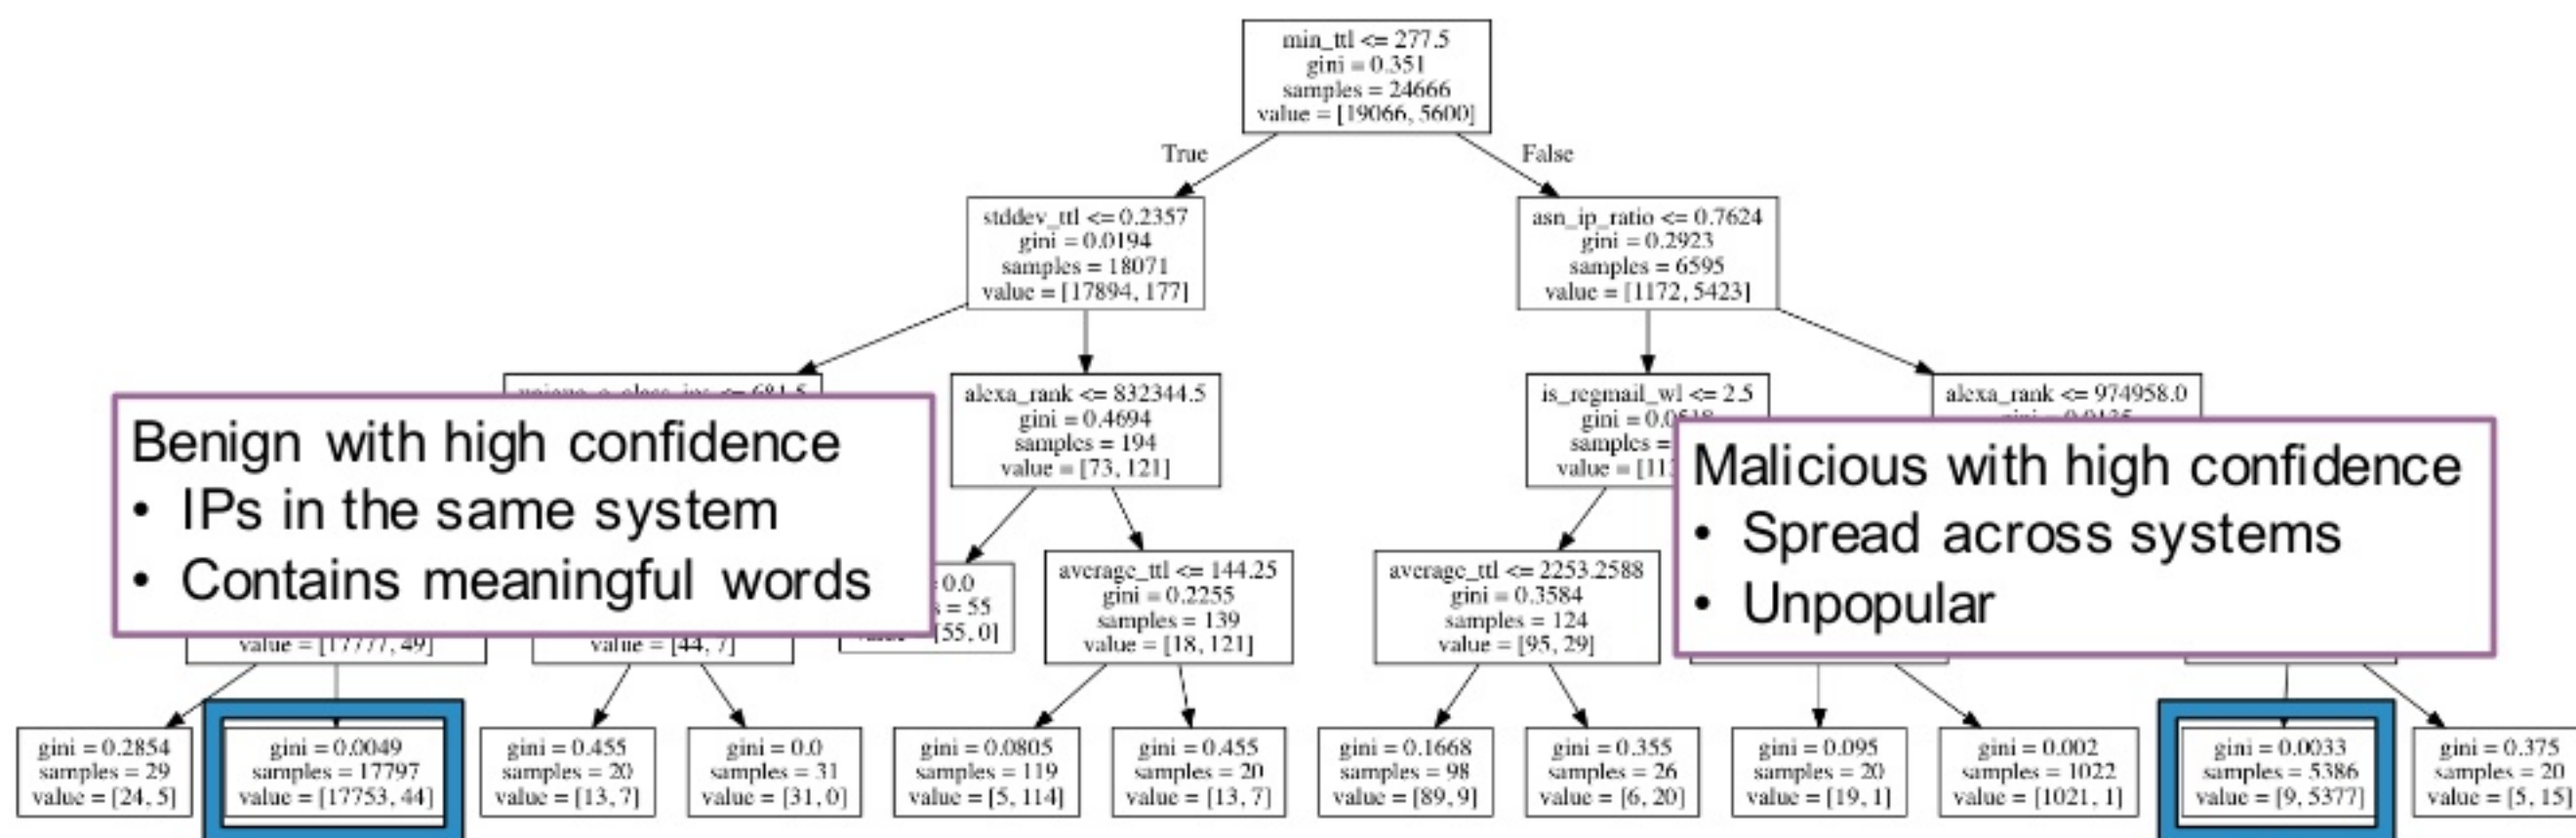 min_ttl <= 277.5
gini = 0.351
samples = 24666
value = [19066, 5600]
True
False
stddev_ttl <= 0.2357
gini = 0.0194
samples = 18071
value = [17894, 177]
asn_ip_ratio <= 0.7624
gini = 0.2923
samples = 6595
value = [1172, 5423]
<= 681.5
alexa_rank <= 832344.5
gini = 0.4694
samples = 194
value = [73, 121]
is_regmail_wl <= 2.5
gini =
samples =
value =
alexa_rank <= 974958.0
Benign with high confidence
• IPs in the same system
• Contains meaningful words
Malicious with high confidence
• Spread across systems
• Unpopular
0.0
= 55
[55, 0]
average_ttl <= 144.25
gini = 0.2255
samples = 139
value = [18, 121]
average_ttl <= 2253.2588
gini = 0.3584
samples = 124
value = [95, 29]
value = [17777, 49]
value = [44, 7]
gini = 0.2854
samples = 29
value = [24, 5]
gini = 0.0049
samples = 17797
value = [17753, 44]
gini = 0.455
samples = 20
value = [13, 7]
gini = 0.0
samples = 31
value = [31, 0]
gini = 0.0805
samples = 119
value = [5, 114]
gini = 0.455
samples = 20
value = [13, 7]
gini = 0.1668
samples = 98
value = [89, 9]
gini = 0.355
samples = 26
value = [6, 20]
gini = 0.095
samples = 20
value = [19, 1]
gini = 0.002
samples = 1022
value = [1021, 1]
gini = 0.0033
samples = 5386
value = [9, 5377]
gini = 0.375
samples = 20
value = [5, 15]